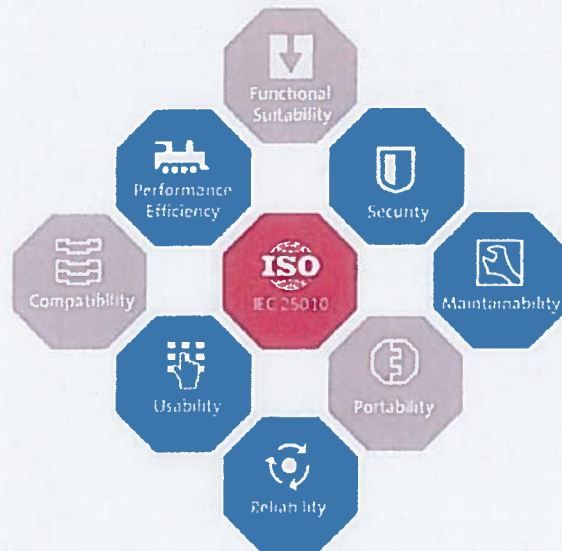 Functional
Suitability
Performance
Efficiency
Security
Compatibility
ISO
IEC 25010
Maintainability
Usability
Portability
Reliability